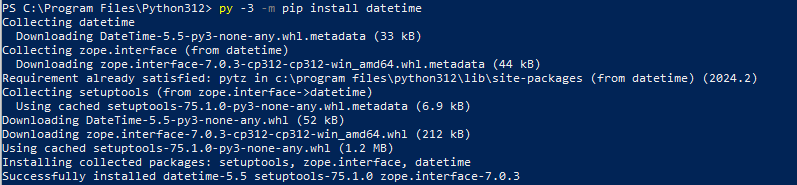 PS C:\Program Files\Python312> py -3 -m pip install datetime
Collecting datetime
  Downloading DateTime-5.5-py3-none-any.whl.metadata (33 kB)
Collecting zope.interface (from datetime)
  Downloading zope.interface-7.0.3-cp312-cp312-win_amd64.whl.metadata (44 kB)
Requirement already satisfied: pytz in c:\program files\python312\lib\site-packages (from datetime) (2024.2)
Collecting setuptools (from zope.interface->datetime)
  Using cached setuptools-75.1.0-py3-none-any.whl.metadata (6.9 kB)
Downloading DateTime-5.5-py3-none-any.whl (52 kB)
Downloading zope.interface-7.0.3-cp312-cp312-win_amd64.whl (212 kB)
Using cached setuptools-75.1.0-py3-none-any.whl (1.2 MB)
Installing collected packages: setuptools, zope.interface, datetime
Successfully installed datetime-5.5 setuptools-75.1.0 zope.interface-7.0.3